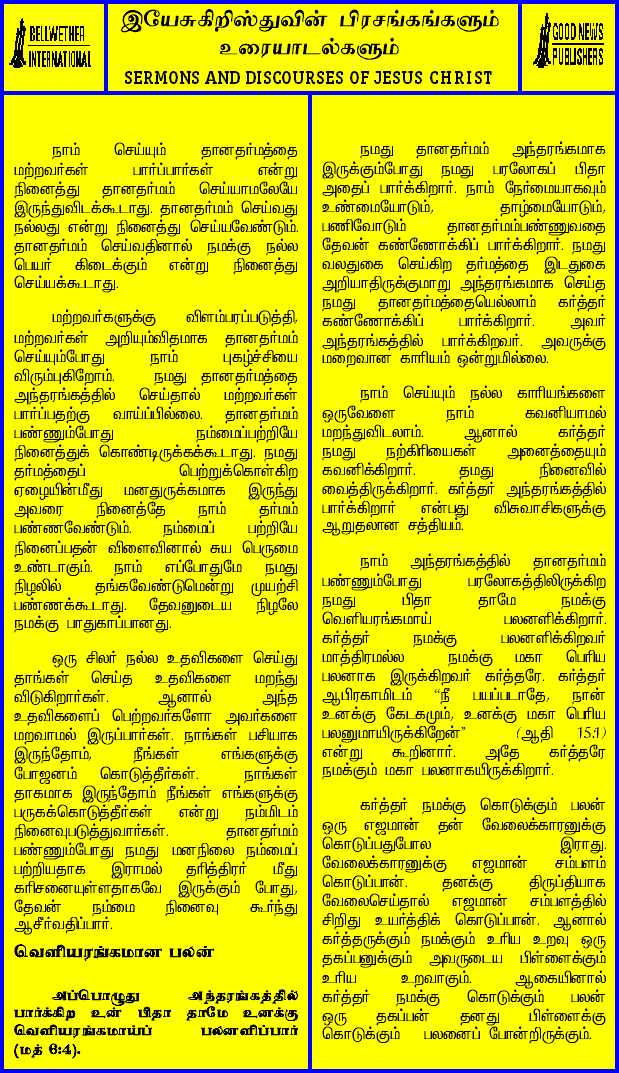 BELLWETHER
INTERNATIONAL
இயேசுகிறிஸ்துவின் பிரசங்கங்களும்
உரையாடல்களும்
SERMONS AND DISCOURSES OF JESUS CHRIST
GOOD NEWS
PUBLISHERS
நாம் செய்யும் தானதர்மத்தை
மற்றவர்கள் பார்ப்பார்கள் என்று
நினைத்து தானதர்மம் செய்யாமலேயே
இருந்துவிடக்கூடாது. தானதர்மம் செய்வது
நல்லது என்று நினைத்து செய்யவேண்டும்.
தானதர்மம் செய்வதினால் நமக்கு நல்ல
பெயர் கிடைக்கும் என்று நினைத்து
செய்யக்கூடாது.
மற்றவர்களுக்கு விளம்பரப்படுத்தி,
மற்றவர்கள் அறியும்விதமாக தானதர்மம்
செய்யும்போது நாம் புகழ்ச்சியை
விரும்புகிறோம். நமது தானதர்மத்தை
அந்தரங்கத்தில் செய்தால் மற்றவர்கள்
பார்ப்பதற்கு வாய்ப்பில்லை. தானதர்மம்
பண்ணும்போது நம்மைப்பற்றியே
நினைத்துக் கொண்டிருக்கக்கூடாது. நமது
தர்மத்தைப் பெற்றுக்கொள்கிற
ஏழையின்மீது மனதுருக்கமாக இருந்து
அவரை நினைத்தே நாம் தர்மம்
பண்ணவேண்டும். நம்மைப் பற்றியே
நினைப்பதன் விளைவினால் சுய பெருமை
உண்டாகும். நாம் எப்போதுமே நமது
நிழலில் தங்கவேண்டுமென்று முயற்சி
பண்ணக்கூடாது. தேவனுடைய நிழலே
நமக்கு பாதுகாப்பானது.
ஒரு சிலர் நல்ல உதவிகளை செய்து
தாங்கள் செய்த உதவிகளை மறந்து
விடுகிறார்கள். ஆனால் அந்த
உதவிகளைப் பெற்றவர்களோ அவர்களை
மறவாமல் இருப்பார்கள். நாங்கள் பசியாக
இருந்தோம், நீங்கள் எங்களுக்கு
போஜனம் கொடுத்தீர்கள். நாங்கள்
தாகமாக இருந்தோம் நீங்கள் எங்களுக்கு
பருகக்கொடுத்தீர்கள் என்று நம்மிடம்
நினைவுபடுத்துவார்கள். தானதர்மம்
பண்ணும்போது நமது மனநிலை நம்மைப்
பற்றியதாக இராமல் தரித்திரர் மீது
கரிசனையுள்ளதாகவே இருக்கும் போது,
தேவன் நம்மை நினைவு கூர்ந்து
ஆசீர்வதிப்பார்.
வெளியரங்கமான பலன்
அப்பொழுது அந்தரங்கத்தில்
பார்க்கிற உன் பிதா தாமே உனக்கு
வெளியரங்கமாய்ப் பலனளிப்பார்
(மத் 6:4).
நமது தானதர்மம் அந்தரங்கமாக
இருக்கும்போது நமது பரலோகப் பிதா
அதைப் பார்க்கிறார். நாம் நேர்மையாகவும்
உண்மையோடும், தாழ்மையோடும்,
பணிவோடும் தானதர்மம்பண்ணுவதை
தேவன் கண்ணோக்கிப் பார்க்கிறார். நமது
வலதுகை செய்கிற தர்மத்தை இடதுகை
அறியாதிருக்குமாறு அந்தரங்கமாக செய்த
நமது தானதர்மத்தையெல்லாம் கர்த்தர்
கண்ணோக்கிப் பார்க்கிறார். அவர்
அந்தரங்கத்தில் பார்க்கிறவர். அவருக்கு
மறைவான காரியம் ஒன்றுமில்லை.
நாம் செய்யும் நல்ல காரியங்களை
ஒருவேளை நாம் கவனியாமல்
மறந்துவிடலாம். ஆனால் கர்த்தர்
நமது நற்கிரியைகள் அனைத்தையும்
கவனிக்கிறார். தமது நினைவில்
வைத்திருக்கிறார். கர்த்தர் அந்தரங்கத்தில்
பார்க்கிறார் என்பது விசுவாசிகளுக்கு
ஆறுதலான சத்தியம்.
நாம் அந்தரங்கத்தில் தானதர்மம்
பண்ணும்போது பரலோகத்திலிருக்கிற
நமது பிதா தாமே நமக்கு
வெளியரங்கமாய் பலனளிக்கிறார்.
கர்த்தர் நமக்கு பலனளிக்கிறவர்
மாத்திரமல்ல நமக்கு மகா பெரிய
பலனாக இருக்கிறவர் கர்த்தரே. கர்த்தர்
ஆபிரகாமிடம் “நீ பயப்படாதே, நான்
உனக்கு கேடகமும், உனக்கு மகா பெரிய
பலனுமாயிருக்கிறேன்” (ஆதி 15:1)
என்று கூறினார். அதே கர்த்தரே
நமக்கும் மகா பலனாகயிருக்கிறார்.
கர்த்தர் நமக்கு கொடுக்கும் பலன்
ஒரு எஜமான் தன் வேலைக்காரனுக்கு
கொடுப்பதுபோல இராது.
வேலைக்காரனுக்கு எஜமான் சம்பளம்
கொடுப்பான். தனக்கு திருப்தியாக
வேலைசெய்தால் எஜமான் சம்பளத்தில்
சிறிது உயர்த்திக் கொடுப்பான். ஆனால்
கர்த்தருக்கும் நமக்கும் உரிய உறவு ஒரு
தகப்பனுக்கும் அவருடைய பிள்ளைக்கும்
உரிய உறவாகும். ஆகையினால்
கர்த்தர் நமக்கு கொடுக்கும் பலன்
ஒரு தகப்பன் தனது பிள்ளைக்கு
கொடுக்கும் பலனைப் போன்றிருக்கும்.